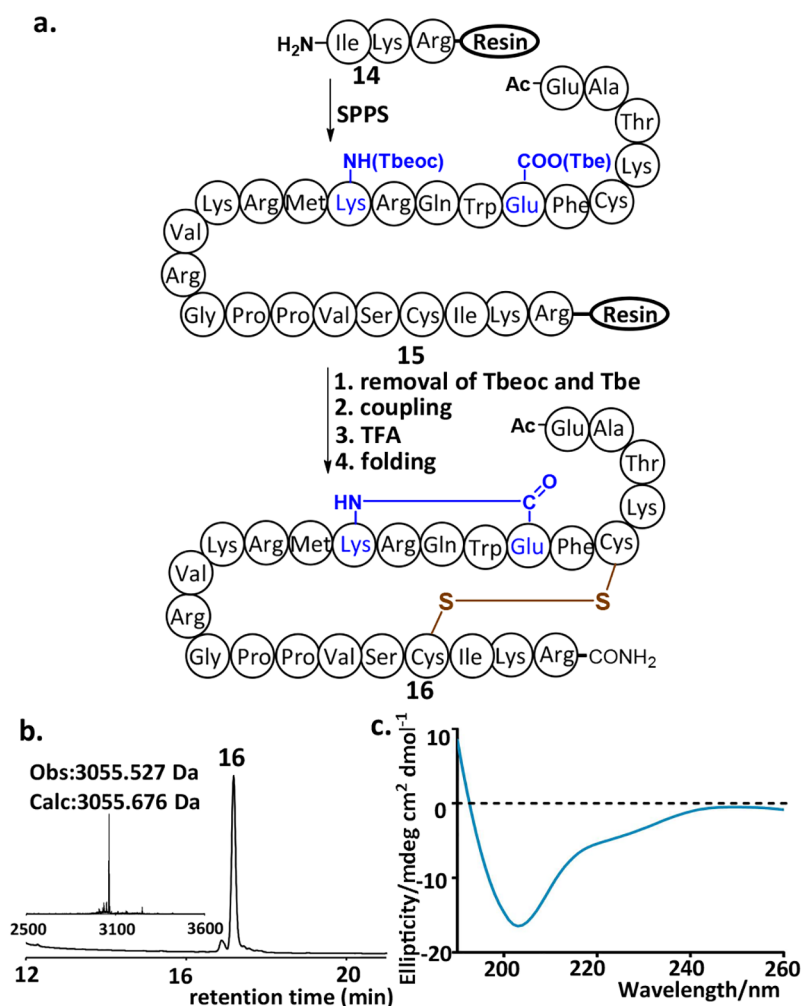 a.
H₂N-Ile Lys Arg-Resin
14
SPPS
Ac-Glu Ala
Thr
Lys
NH(Tbeoc) COO(Tbe)
Lys Arg Met Lys Arg Gln Trp Glu Phe Cys
Val
Arg
Gly Pro Pro Val Ser Cys Ile Lys Arg-Resin
15
1. removal of Tbeoc and Tbe
2. coupling
3. TFA
4. folding
Ac-Glu Ala
Thr
Lys
O
HN C
Lys Arg Met Lys Arg Gln Trp Glu Phe Cys
Val
S S
Arg
Gly Pro Pro Val Ser Cys Ile Lys Arg-CONH₂
16
b.
16
Obs:3055.527 Da
Calc:3055.676 Da
2500 3100 3600
12 16 20
retention time (min)
c.
Ellipticity/mdeg cm² dmol⁻¹
10
0
-10
-20
200 220 240 260
Wavelength/nm